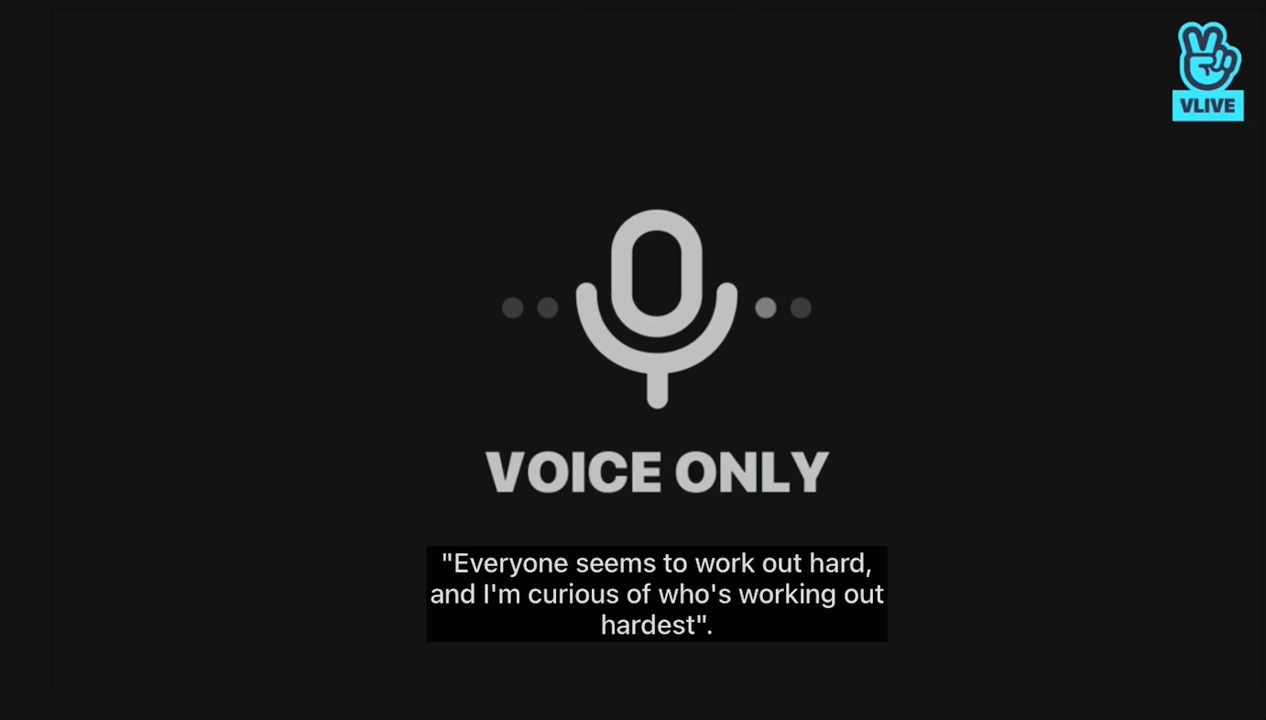 VLIVE
VOICE ONLY
"Everyone seems to work out hard,
and I'm curious of who's working out
hardest".